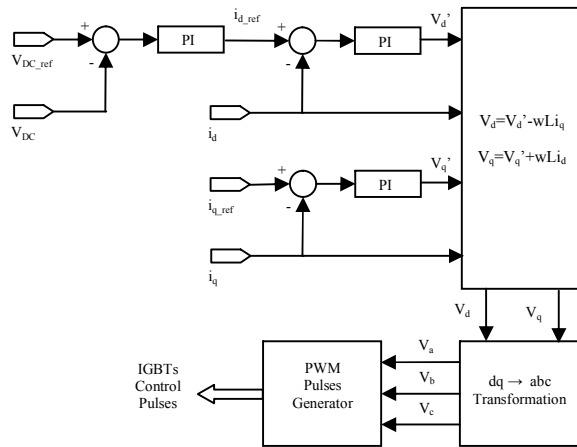 i_d_ref
V_d’
+
-
PI
+
-
PI
V_DC_ref
V_DC
i_d
V_d=V_d’-wLi_q
V_q=V_q’+wLi_d
+
-
PI
V_q’
i_q_ref
i_q
V_d
V_q
IGBTs
Control
Pulses
PWM
Pulses
Generator
V_a
V_b
V_c
dq → abc
Transformation